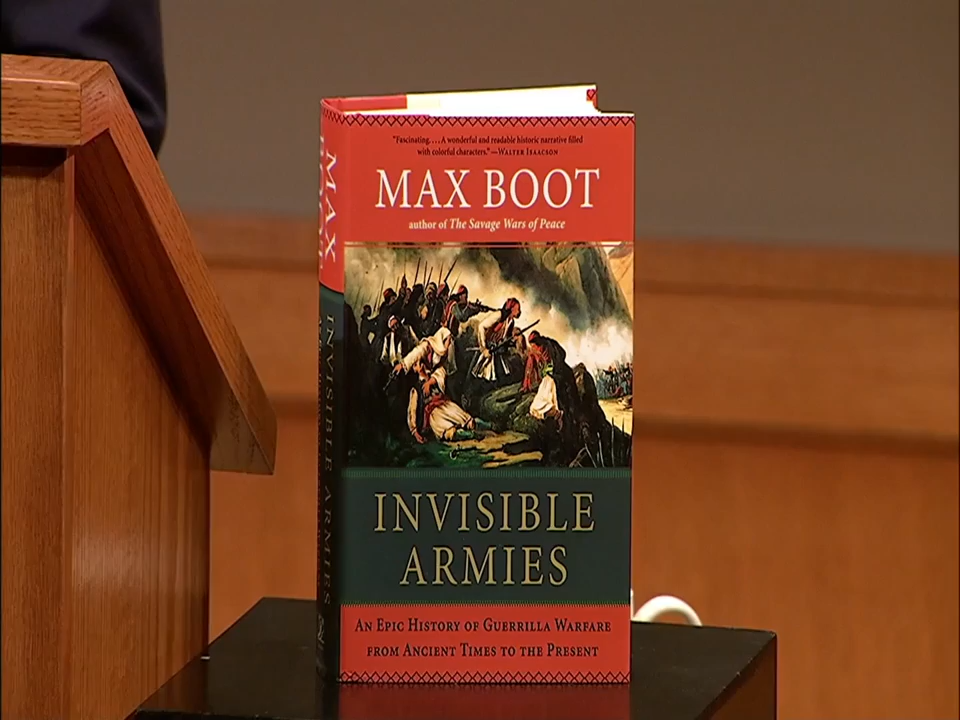 "Fascinating. . . . A wonderful and readable historic narrative filled
with colorful characters." —WALTER ISAACSON
MAX BOOT
author of The Savage Wars of Peace
INVISIBLE
ARMIES
AN EPIC HISTORY OF GUERRILLA WARFARE
FROM ANCIENT TIMES TO THE PRESENT
MAX
BOOT
INVISIBLE ARMIES